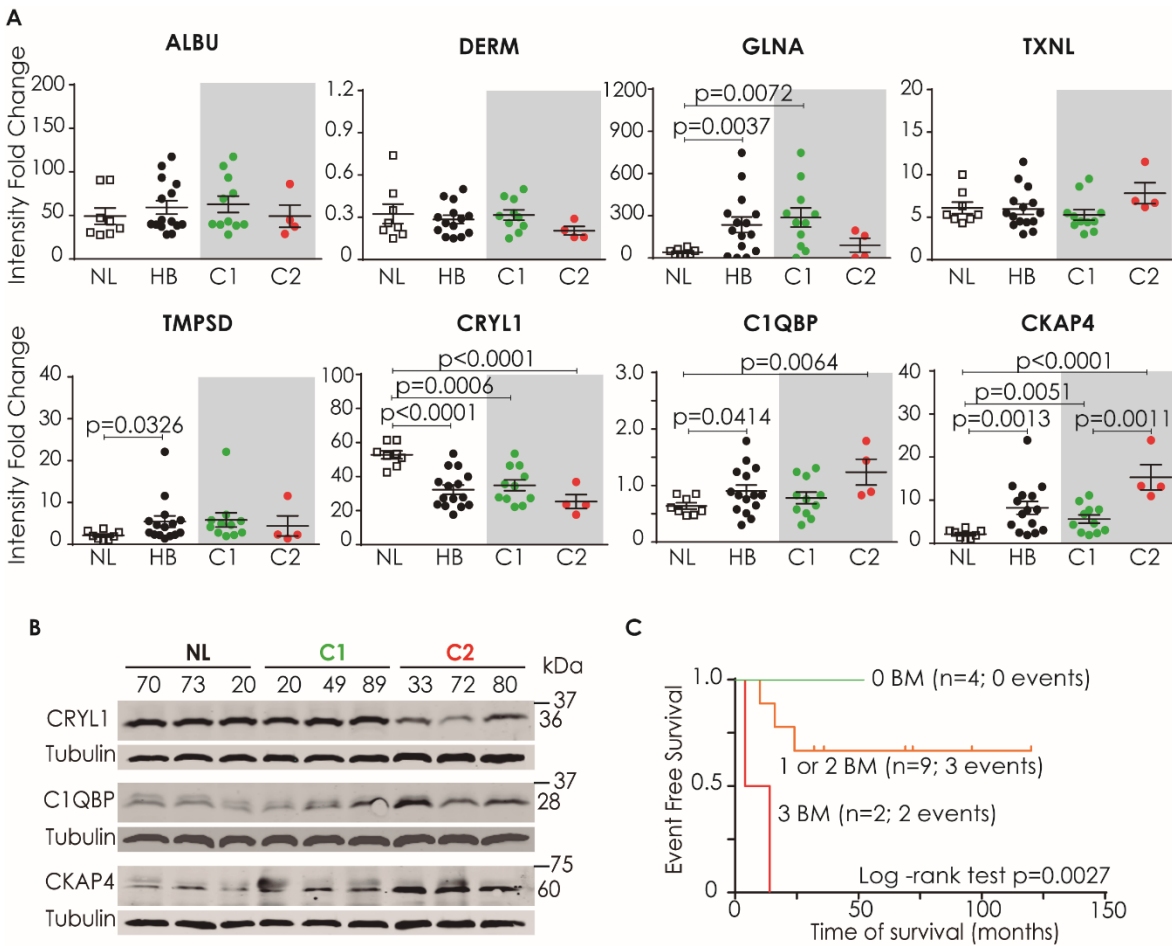 A
ALBU
DERM
GLNA
TXNL
Intensity Fold Change
200
150
100
50
0
NL HB C1 C2
1.2
0.9
0.6
0.3
0
NL HB C1 C2
1200
900
600
300
0
p=0.0072
p=0.0037
NL HB C1 C2
20
15
10
5
0
NL HB C1 C2
TMPSD
CRYL1
C1QBP
CKAP4
Intensity Fold Change
40
30
20
10
0
p=0.0326
NL HB C1 C2
100
80
60
40
20
0
p<0.0001
p=0.0006
p<0.0001
NL HB C1 C2
3.0
2.4
1.8
1.2
0.6
0
p=0.0064
p=0.0414
NL HB C1 C2
40
30
20
10
0
p<0.0001
p=0.0051
p=0.0013
p=0.0011
NL HB C1 C2
B
NL C1 C2
kDa
70 73 20 20 49 89 33 72 80
37
CRYL1 36
Tubulin
37
C1QBP 28
Tubulin
75
CKAP4 60
Tubulin
C
Event Free Survival
1.0
0.5
0
0 BM (n=4; 0 events)
1 or 2 BM (n=9; 3 events)
3 BM (n=2; 2 events)
Log -rank test p=0.0027
0 50 100 150
Time of survival (months)